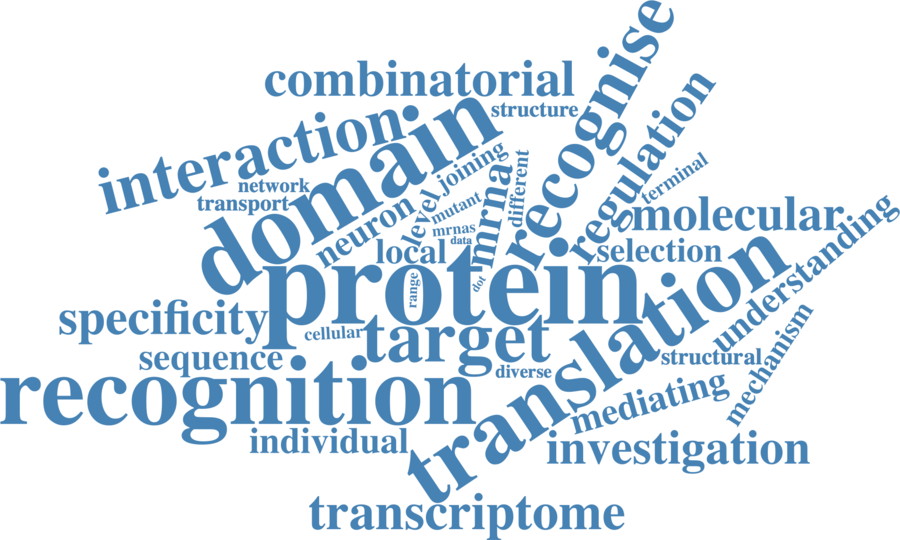 recognise
combinatorial
structure
regulation
interaction
domain
joining
different
terminal
network
transport
neuron
level
mutant
mrna
mrnas
data
molecular
understanding
local
selection
protein
range
dot
translation
specificity
cellular
target
mechanism
sequence
diverse
structural
recognition
mediating
individual
investigation
transcriptome